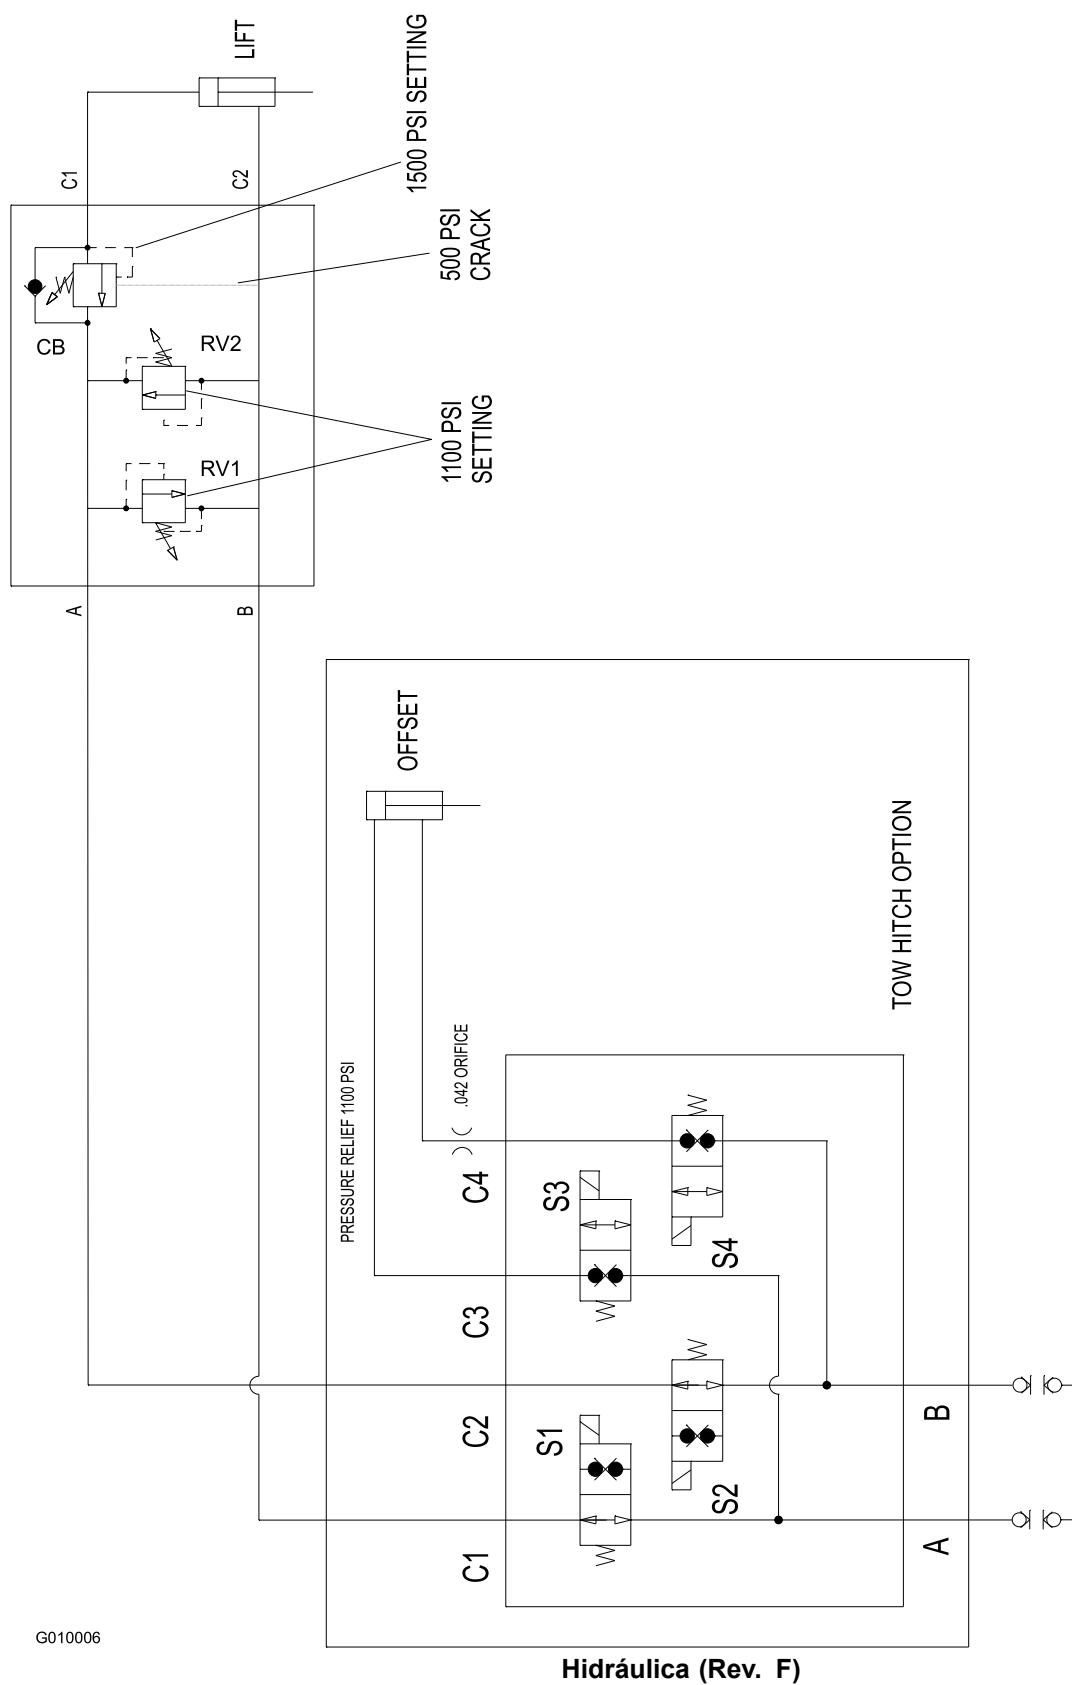 LIFT
1500 PSI SETTING
C1
C2
500 PSI
CRACK
CB
RV2
1100 PSI
SETTING
RV1
A
B
OFFSET
TOW HITCH OPTION
PRESSURE RELIEF 1100 PSI
.042 ORIFICE
C4
S3
S4
C3
C2
S1
B
S2
C1
A
G010006
Hidráulica (Rev. F)